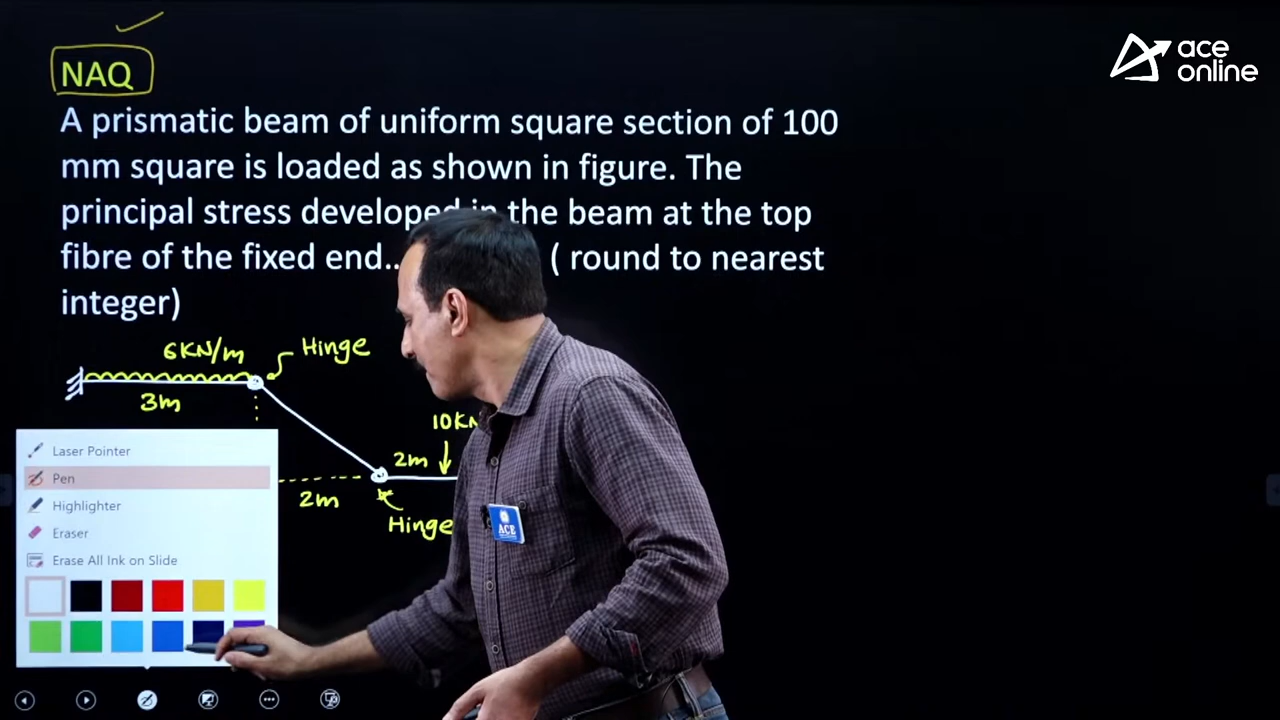 ace
online
NAQ
A prismatic beam of uniform square section of 100
mm square is loaded as shown in figure. The
principal stress developed in the beam at the top
fibre of the fixed end.. ( round to nearest
integer)
6KN/m
Hinge
3m
10KN
2m
2m
Hinge
ACE
Laser Pointer
Pen
Highlighter
Eraser
Erase All Ink on Slide